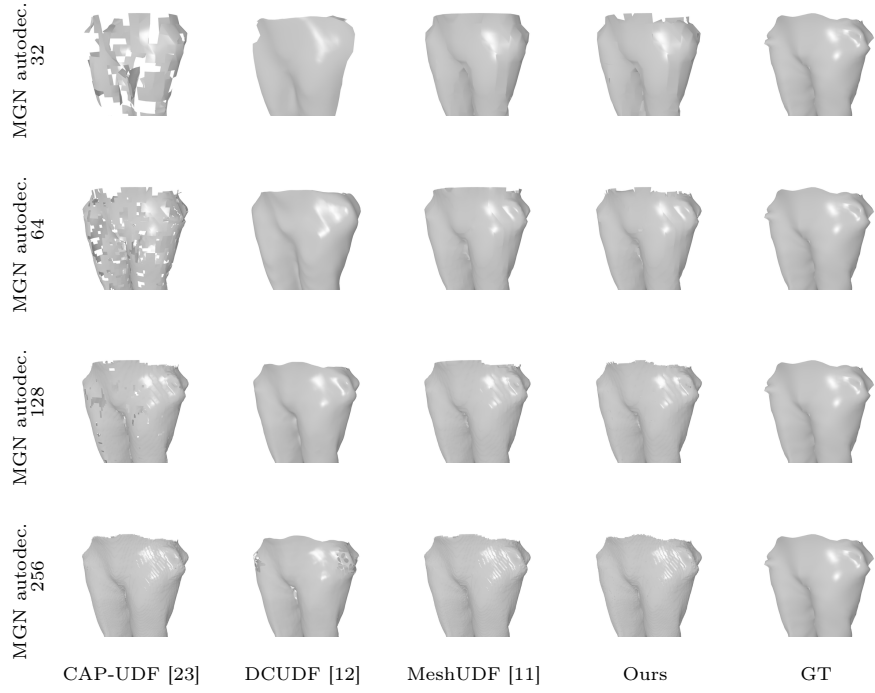 MGN autodec.
32
MGN autodec.
64
MGN autodec.
128
MGN autodec.
256
CAP-UDF [23] DCUDF [12] MeshUDF [11] Ours GT